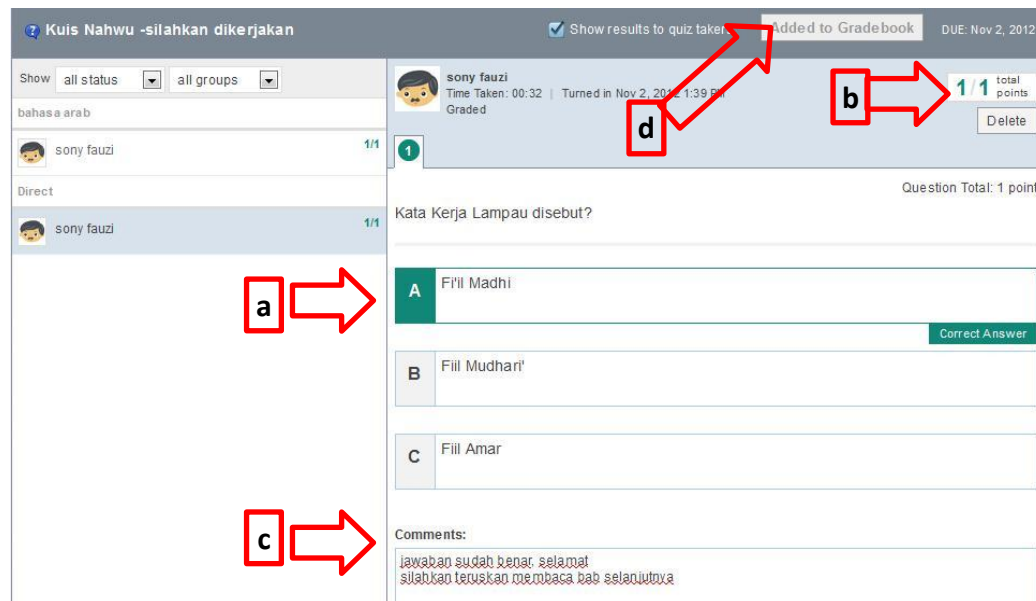 Kuis Nahwu -silahkan dikerjakan
Show results to quiz taker
Added to Gradebook
DUE: Nov 2, 2012
Show all status all groups
bahasa arab
sony fauzi 1/1
Direct
sony fauzi 1/1
sony fauzi
Time Taken: 00:32 | Turned in Nov 2, 2012 1:39 PM
Graded
1/1 total points
Delete
d
b
1
Question Total: 1 point
Kata Kerja Lampau disebut?
a
A Fi'il Madhi
Correct Answer
B Fiil Mudhari'
C Fiil Amar
c
Comments:
jawaban sudah benar, selamat
silahkan teruskan membaca bab selanjutnya